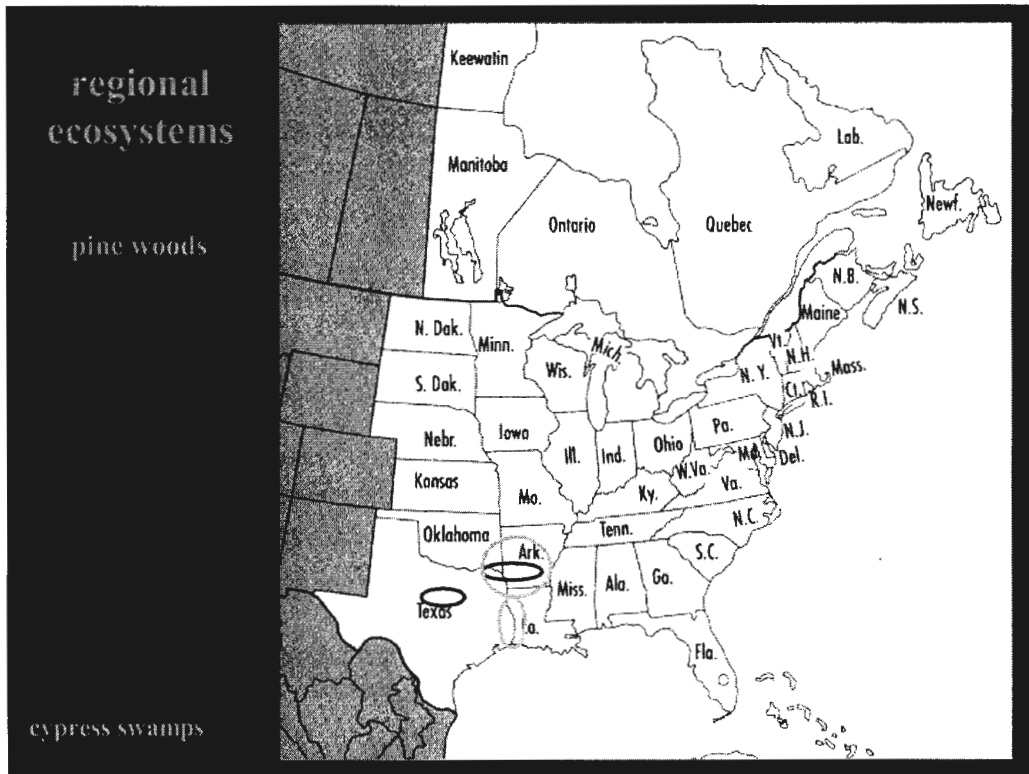 regional
ecosystems
pine woods
cypress swamps
Keewatin
Manitoba
Ontario
Quebec
Lab.
Newf.
N.B.
N.S.
Maine
Vt.
N.H.
Mass.
Ct.
R.I.
N. Y.
N. Dak.
Minn.
S. Dak.
Wis.
Mich.
Nebr.
Iowa
Ill.
Ind.
Ohio
Pa.
N.J.
Md.
Del.
W.Va.
Va.
Kansas
Mo.
Ky.
Oklahoma
Ark.
Tenn.
N.C.
S.C.
Texas
La.
Miss.
Ala.
Ga.
Fla.